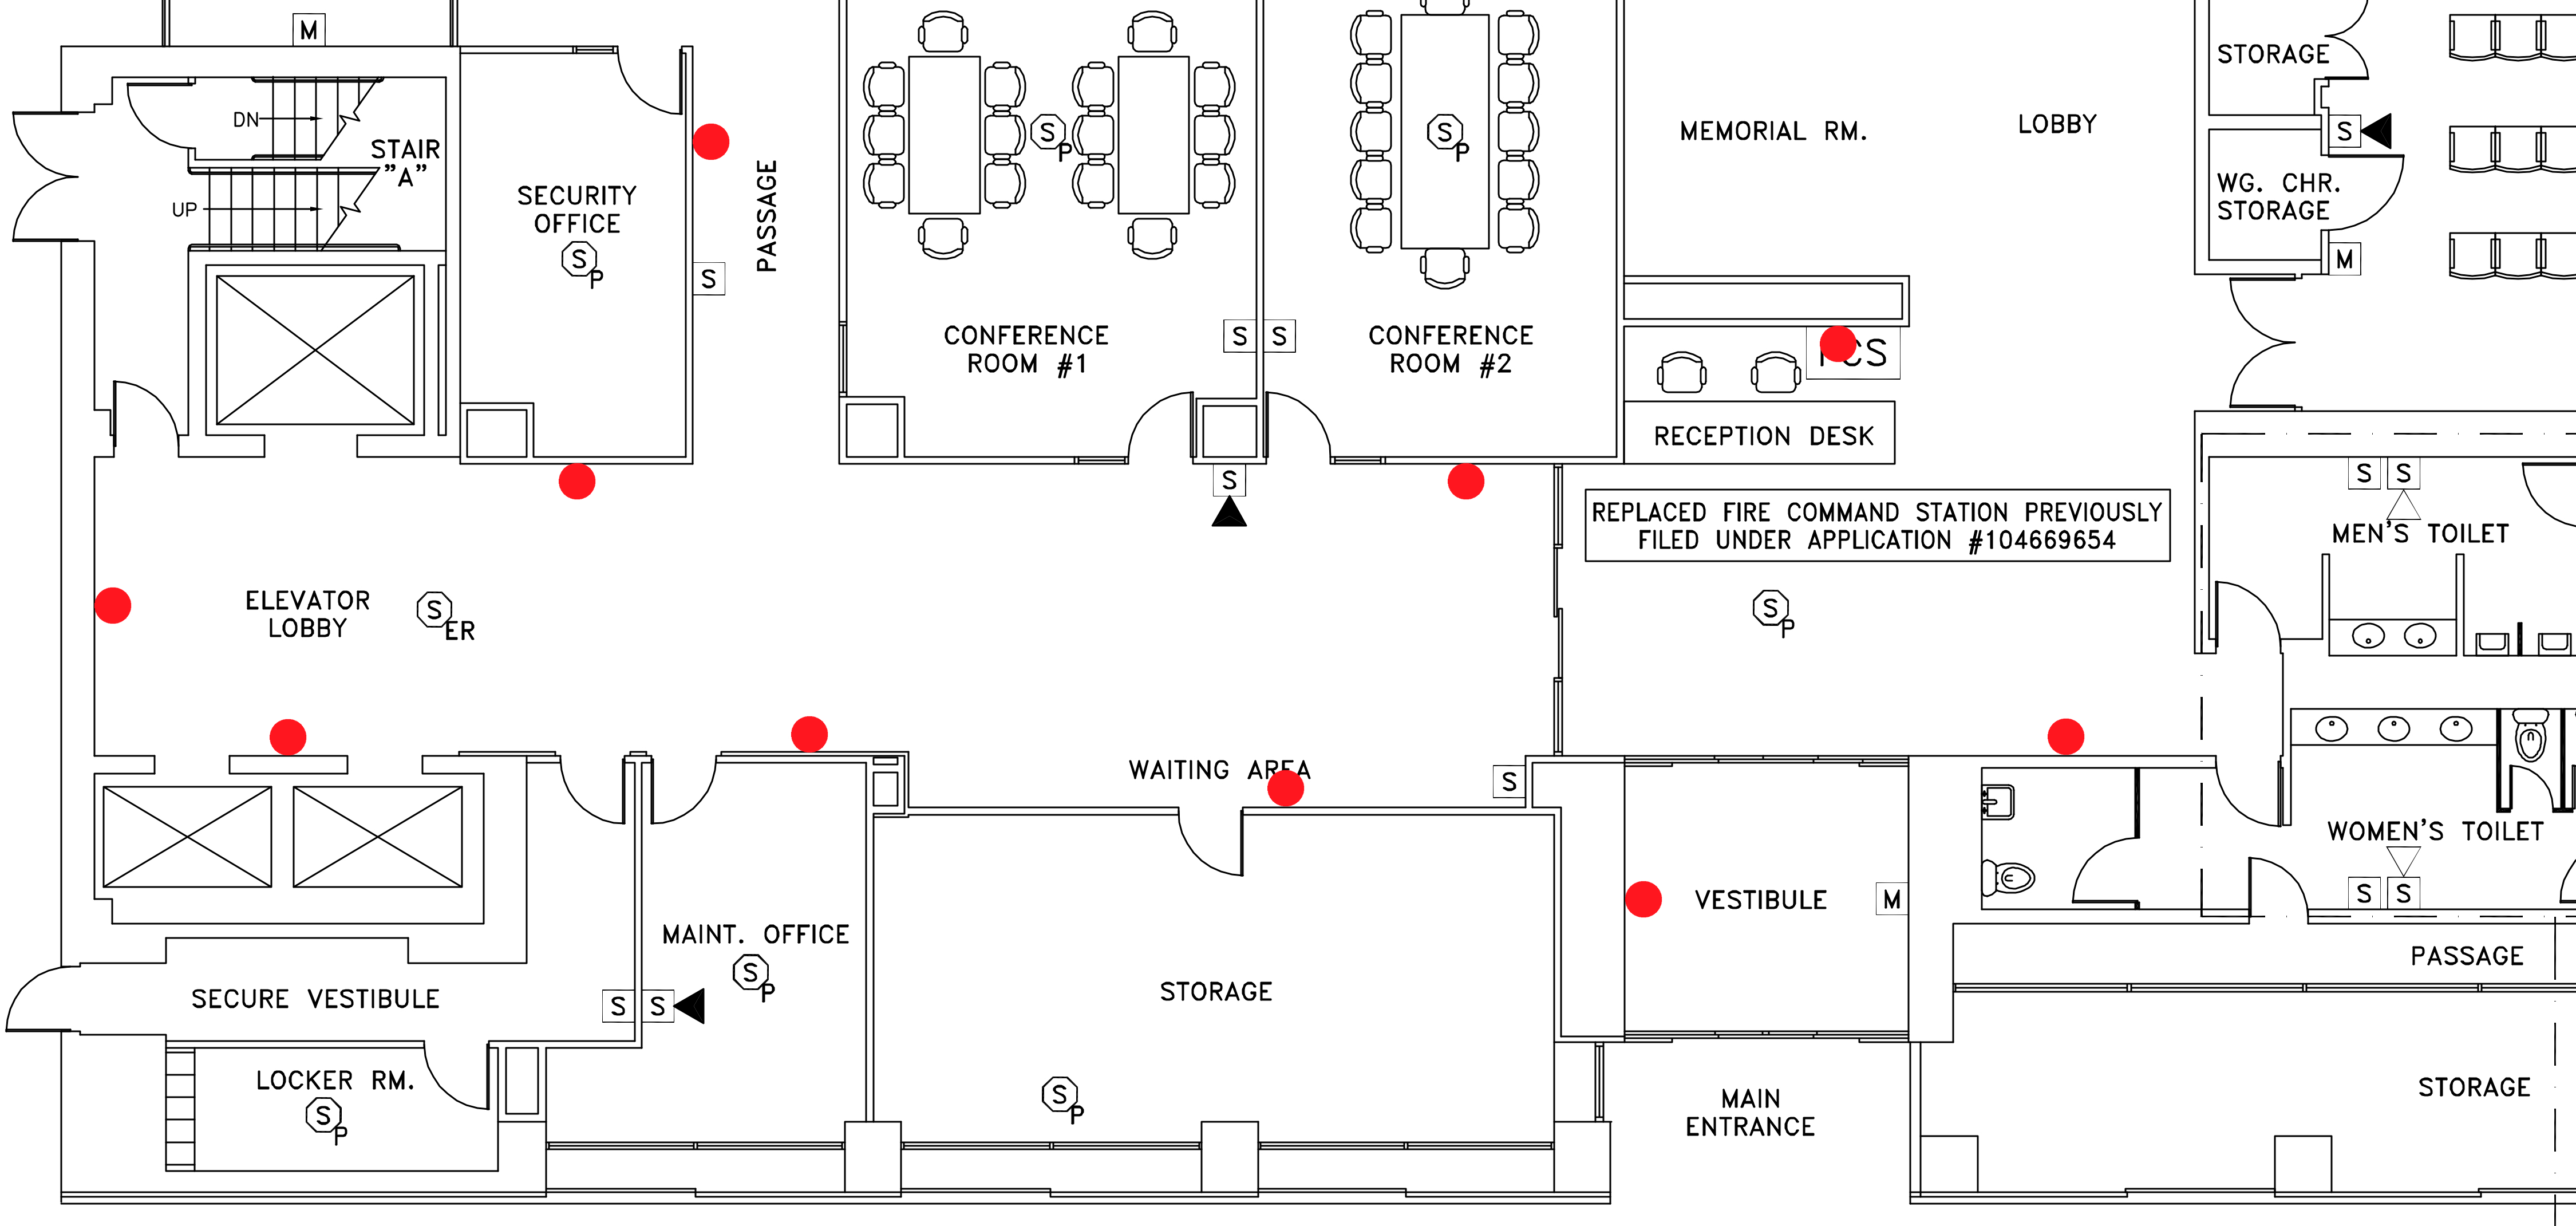 M
STORAGE
DN
STAIR
"A"
UP
SECURITY
OFFICE
S
P
PASSAGE
S
S
P
S
P
MEMORIAL RM.
LOBBY
S
WG. CHR.
STORAGE
M
CONFERENCE
ROOM #1
S
S
CONFERENCE
ROOM #2
CS
RECEPTION DESK
S
REPLACED FIRE COMMAND STATION PREVIOUSLY
FILED UNDER APPLICATION #104669654
S
S
MEN'S TOILET
ELEVATOR
LOBBY
S
ER
S
P
WAITING AREA
S
WOMEN'S TOILET
S
S
VESTIBULE
M
MAINT. OFFICE
S
P
PASSAGE
SECURE VESTIBULE
S
S
STORAGE
LOCKER RM.
S
P
S
P
MAIN
ENTRANCE
STORAGE